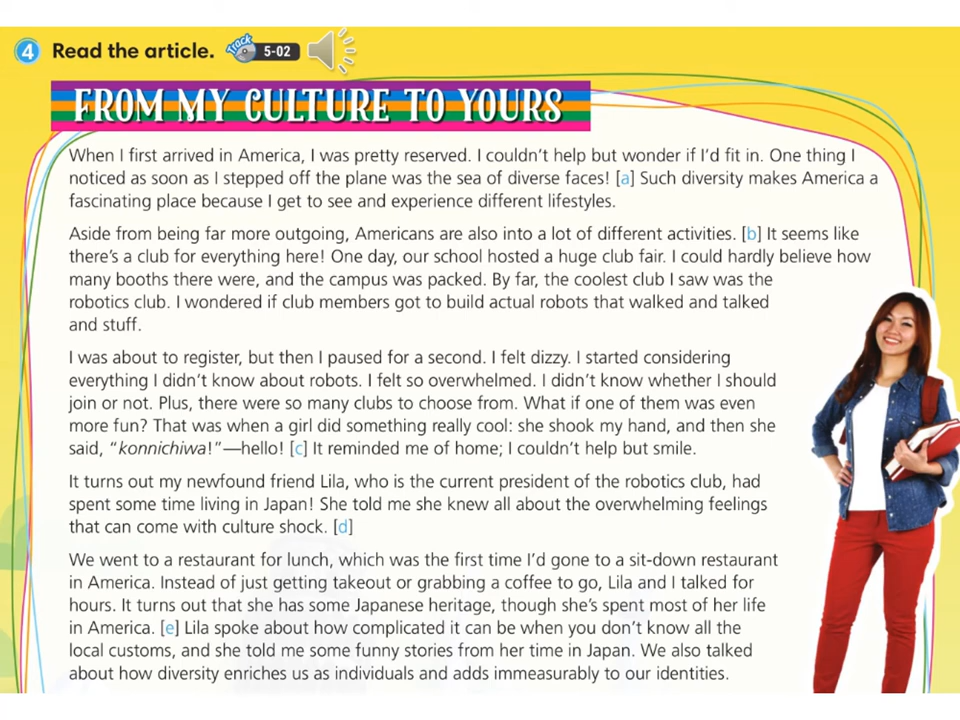 4 Read the article. Track 5-02
FROM MY CULTURE TO YOURS
When I first arrived in America, I was pretty reserved. I couldn't help but wonder if I'd fit in. One thing I
noticed as soon as I stepped off the plane was the sea of diverse faces! [a] Such diversity makes America a
fascinating place because I get to see and experience different lifestyles.
Aside from being far more outgoing, Americans are also into a lot of different activities. [b] It seems like
there's a club for everything here! One day, our school hosted a huge club fair. I could hardly believe how
many booths there were, and the campus was packed. By far, the coolest club I saw was the
robotics club. I wondered if club members got to build actual robots that walked and talked
and stuff.
I was about to register, but then I paused for a second. I felt dizzy. I started considering
everything I didn't know about robots. I felt so overwhelmed. I didn't know whether I should
join or not. Plus, there were so many clubs to choose from. What if one of them was even
more fun? That was when a girl did something really cool: she shook my hand, and then she
said, "konnichiwa!"—hello! [c] It reminded me of home; I couldn't help but smile.
It turns out my newfound friend Lila, who is the current president of the robotics club, had
spent some time living in Japan! She told me she knew all about the overwhelming feelings
that can come with culture shock. [d]
We went to a restaurant for lunch, which was the first time I'd gone to a sit-down restaurant
in America. Instead of just getting takeout or grabbing a coffee to go, Lila and I talked for
hours. It turns out that she has some Japanese heritage, though she's spent most of her life
in America. [e] Lila spoke about how complicated it can be when you don't know all the
local customs, and she told me some funny stories from her time in Japan. We also talked
about how diversity enriches us as individuals and adds immeasurably to our identities.